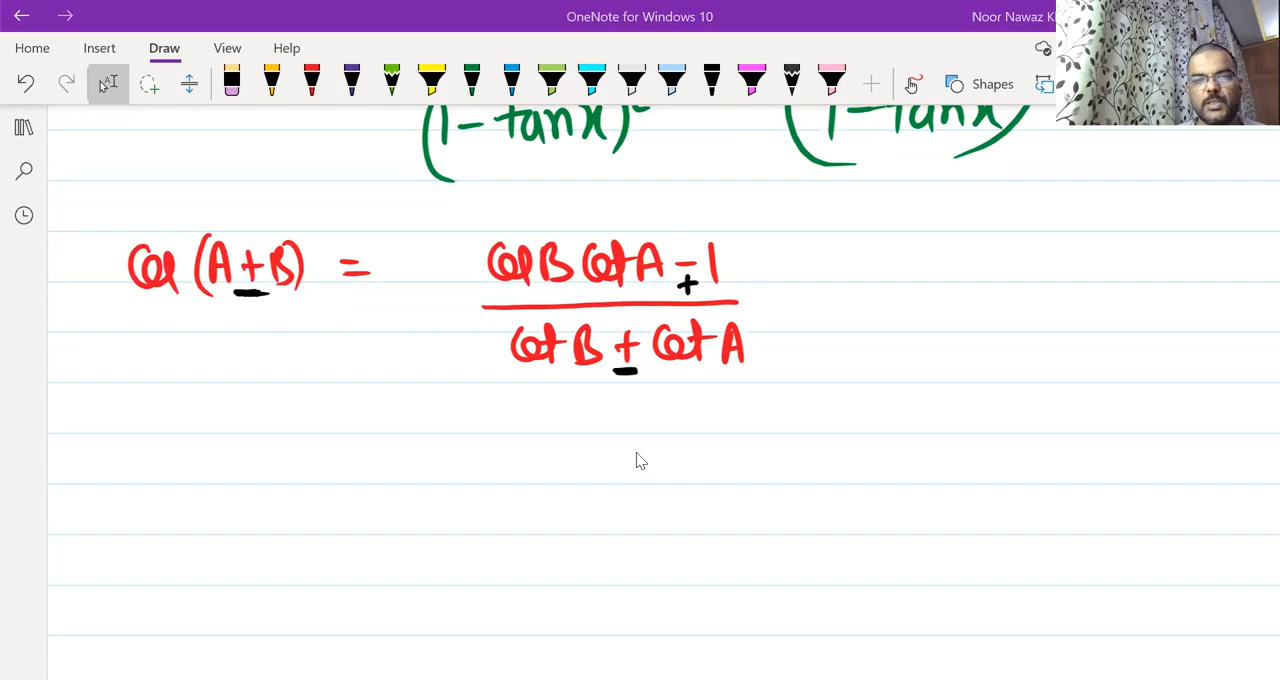 OneNote for Windows 10
Noor Nawaz K
Home Insert Draw View Help
Shapes
(1-tanx)² (1-tanx)
Cot (A+B) = Cot B Cot A - 1
+
Cot B + Cot A